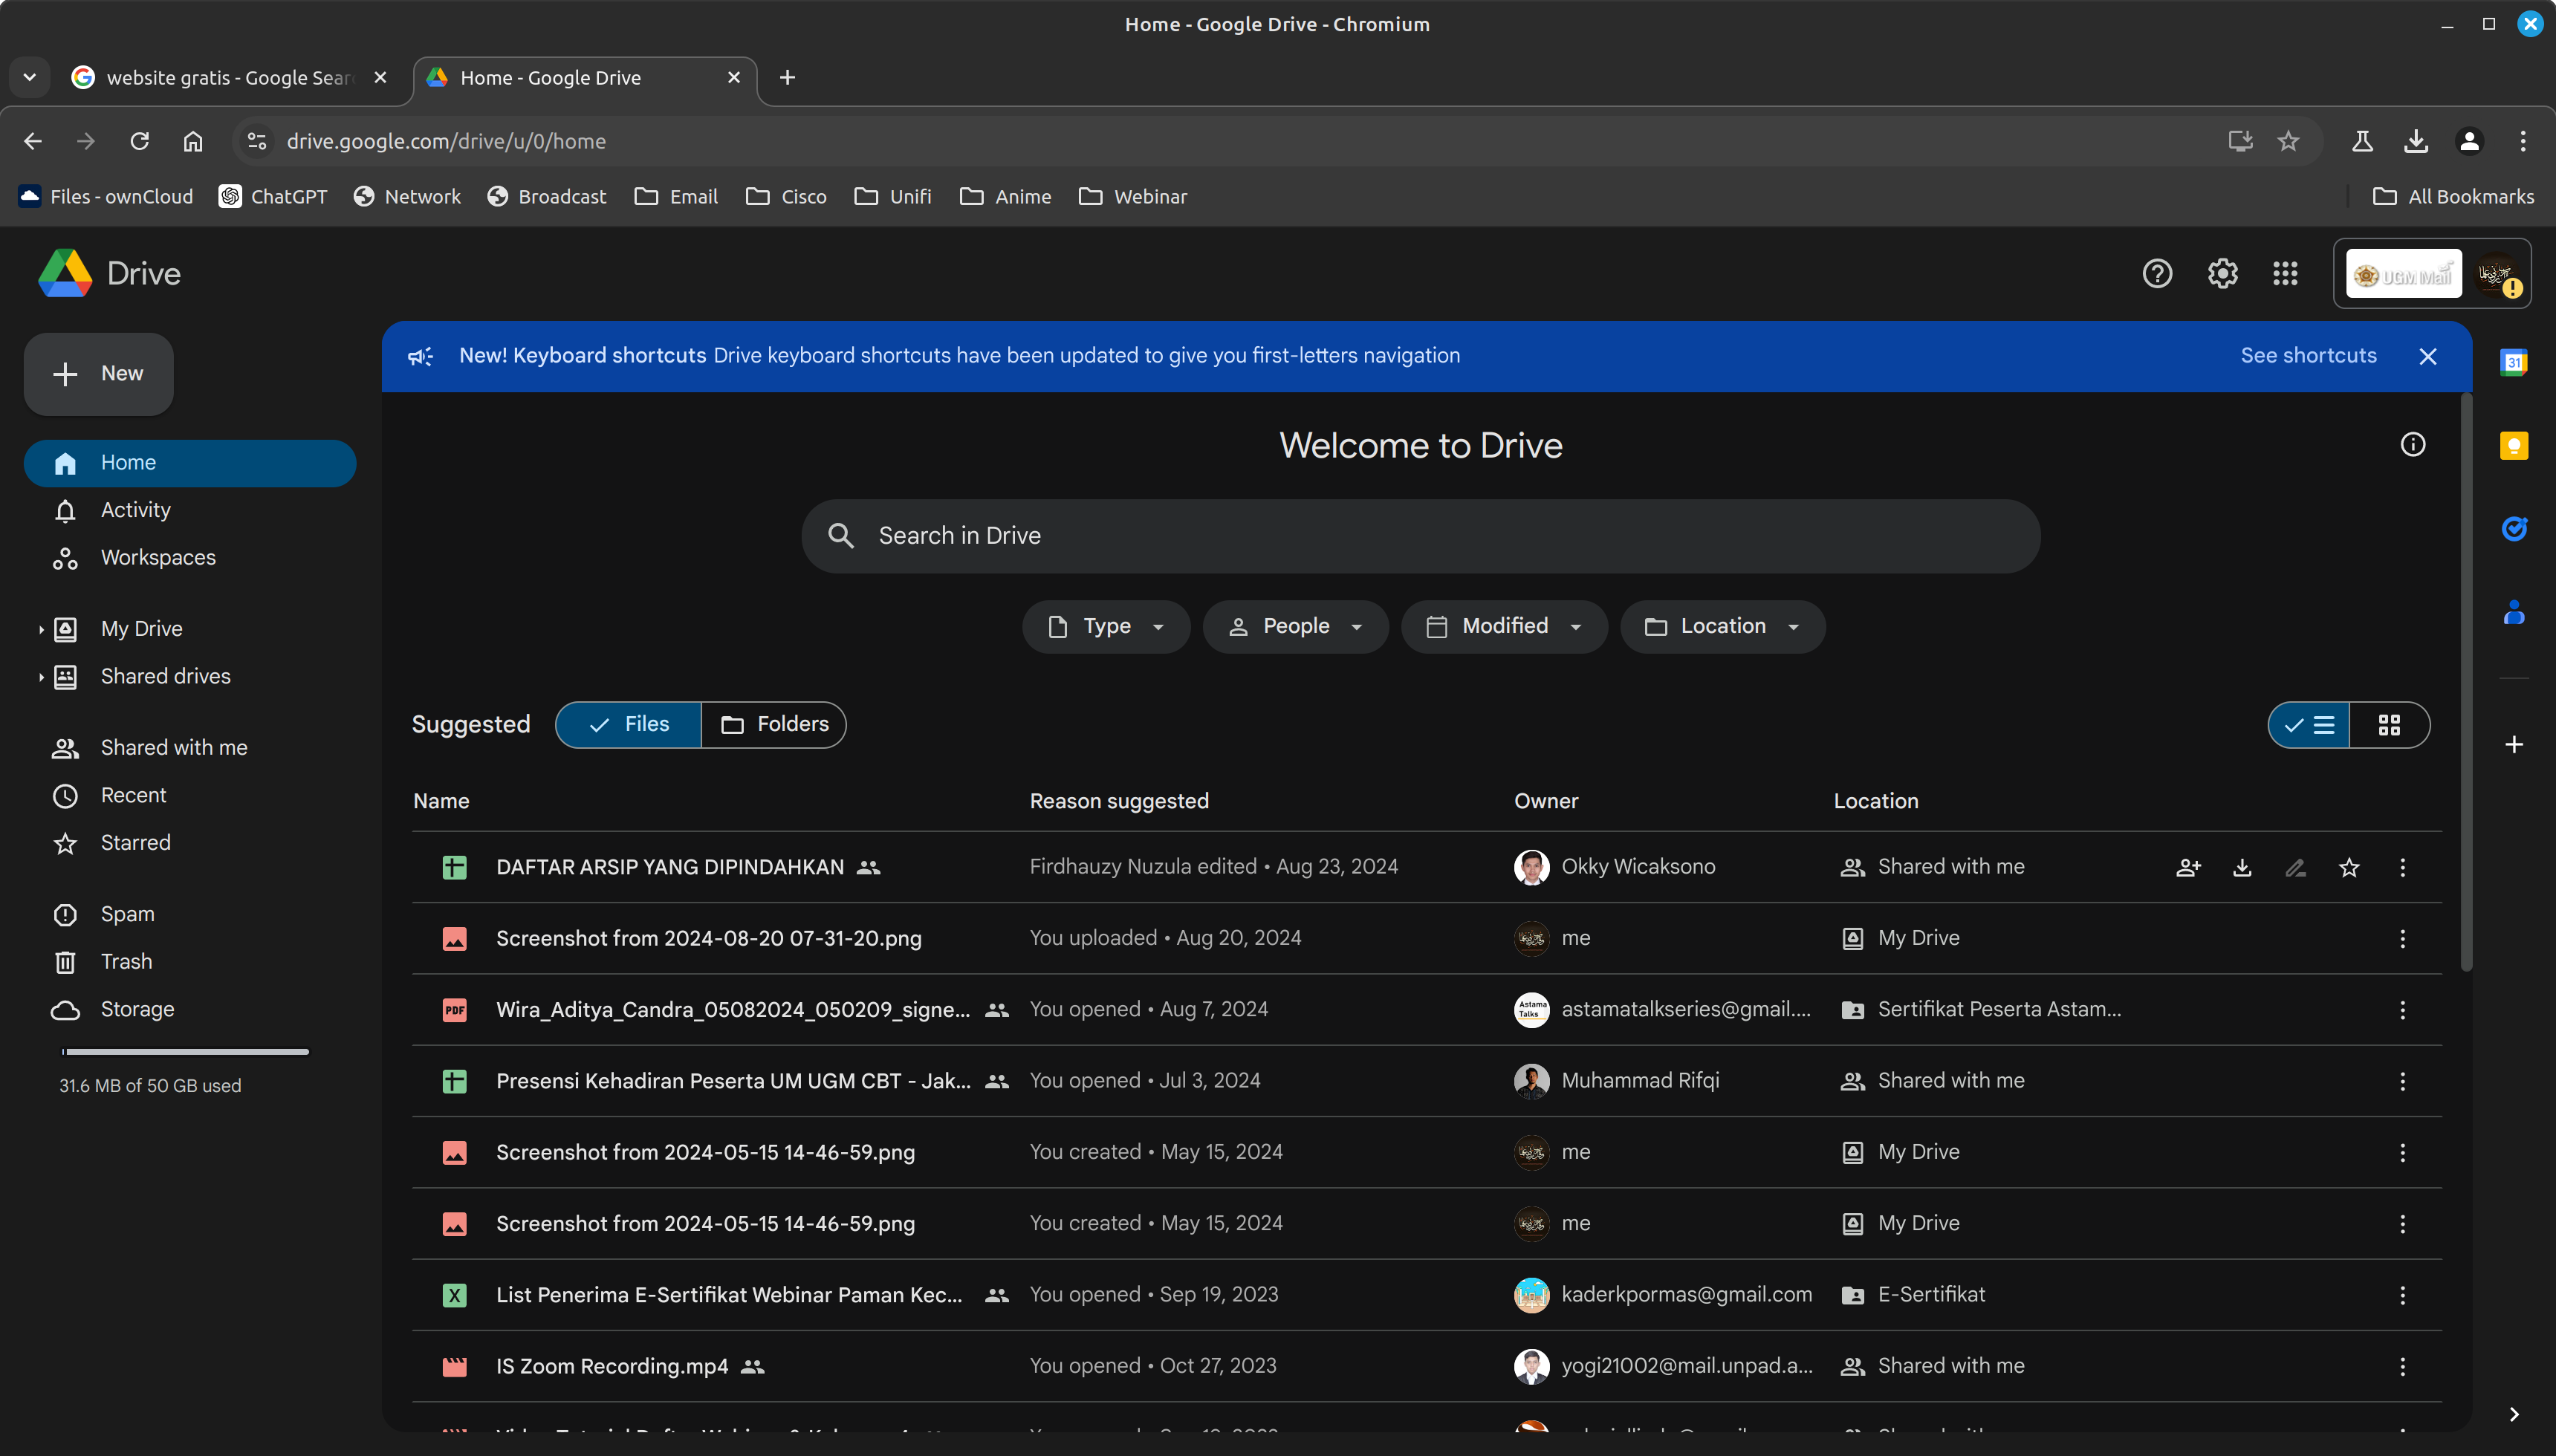 Home - Google Drive - Chromium
website gratis - Google Sear
Home - Google Drive
drive.google.com/drive/u/0/home
Files - ownCloud
ChatGPT
Network
Broadcast
Email
Cisco
Unifi
Anime
Webinar
All Bookmarks
Drive
UGM Mail
New
New! Keyboard shortcuts Drive keyboard shortcuts have been updated to give you first-letters navigation
See shortcuts
31
Home
Activity
Workspaces
My Drive
Shared drives
Shared with me
Recent
Starred
Spam
Trash
Storage
31.6 MB of 50 GB used
Welcome to Drive
Search in Drive
Type
People
Modified
Location
Suggested
Files
Folders
Name Reason suggested Owner Location
DAFTAR ARSIP YANG DIPINDAHKAN Firdhauzy Nuzula edited • Aug 23, 2024 Okky Wicaksono Shared with me
Screenshot from 2024-08-20 07-31-20.png You uploaded • Aug 20, 2024 me My Drive
PDF Wira_Aditya_Candra_05082024_050209_signe... You opened • Aug 7, 2024 Astama Talks astamatalkseries@gmail.... Sertifikat Peserta Astam...
Presensi Kehadiran Peserta UM UGM CBT - Jak... You opened • Jul 3, 2024 Muhammad Rifqi Shared with me
Screenshot from 2024-05-15 14-46-59.png You created • May 15, 2024 me My Drive
Screenshot from 2024-05-15 14-46-59.png You created • May 15, 2024 me My Drive
X List Penerima E-Sertifikat Webinar Paman Kec... You opened • Sep 19, 2023 kaderkpormas@gmail.com E-Sertifikat
IS Zoom Recording.mp4 You opened • Oct 27, 2023 yogi21002@mail.unpad.a... Shared with me